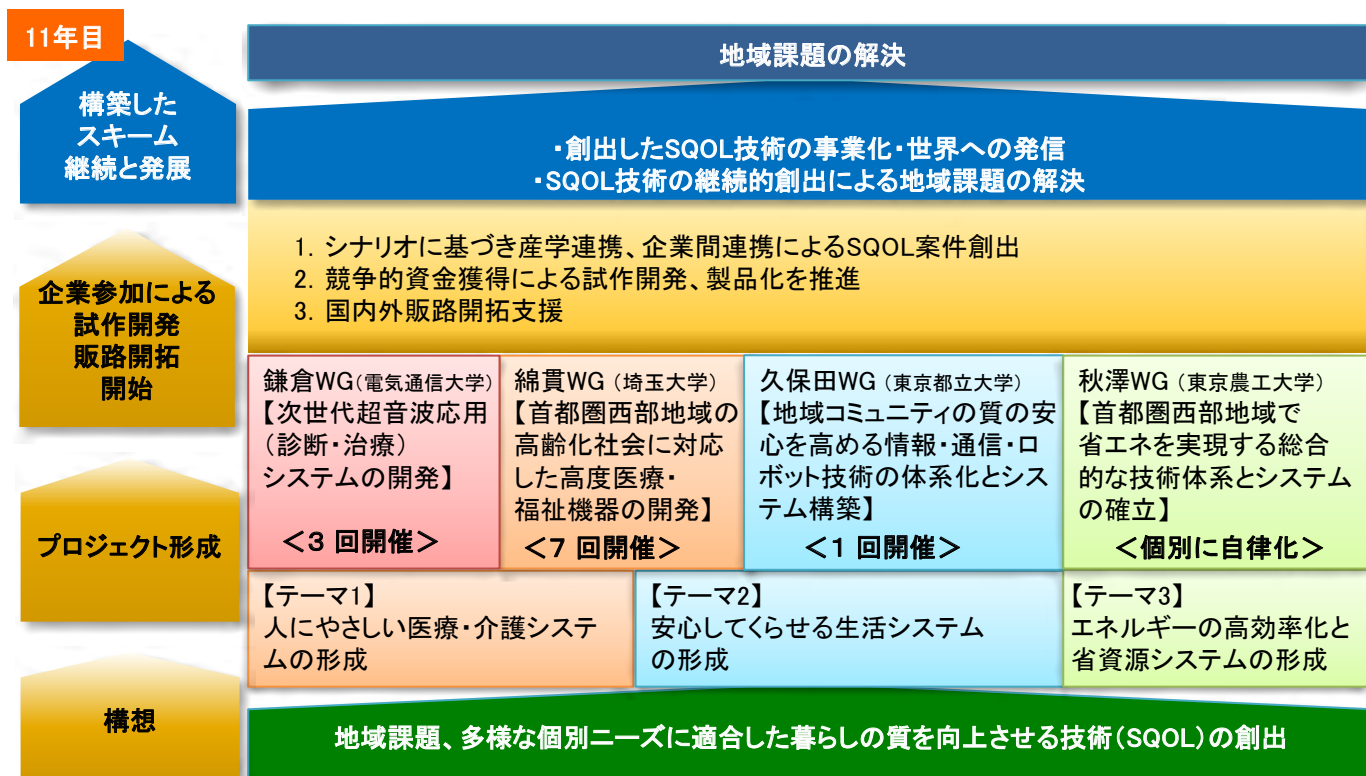 11年目
地域課題の解決
構築した
スキーム
継続と発展
・創出したSQOL技術の事業化・世界への発信
・SQOL技術の継続的創出による地域課題の解決
企業参加による
試作開発
販路開拓
開始
1. シナリオに基づき産学連携、企業間連携によるSQOL案件創出
2. 競争的資金獲得による試作開発、製品化を推進
3. 国内外販路開拓支援
プロジェクト形成
鎌倉WG(電気通信大学)
【次世代超音波応用
(診断・治療)
システムの開発】
<3 回開催>
綿貫WG (埼玉大学)
【首都圏西部地域の
高齢化社会に対応
した高度医療・
福祉機器の開発】
<7 回開催>
久保田WG (東京都立大学)
【地域コミュニティの質の安
心を高める情報・通信・ロ
ボット技術の体系化とシス
テム構築】
<1 回開催>
秋澤WG (東京農工大学)
【首都圏西部地域で
省エネを実現する総合
的な技術体系とシステム
の確立】
<個別に自律化>
【テーマ1】
人にやさしい医療・介護システ
ムの形成
【テーマ2】
安心してくらせる生活システム
の形成
【テーマ3】
エネルギーの高効率化と
省資源システムの形成
構想
地域課題、多様な個別ニーズに適合した暮らしの質を向上させる技術(SQOL)の創出